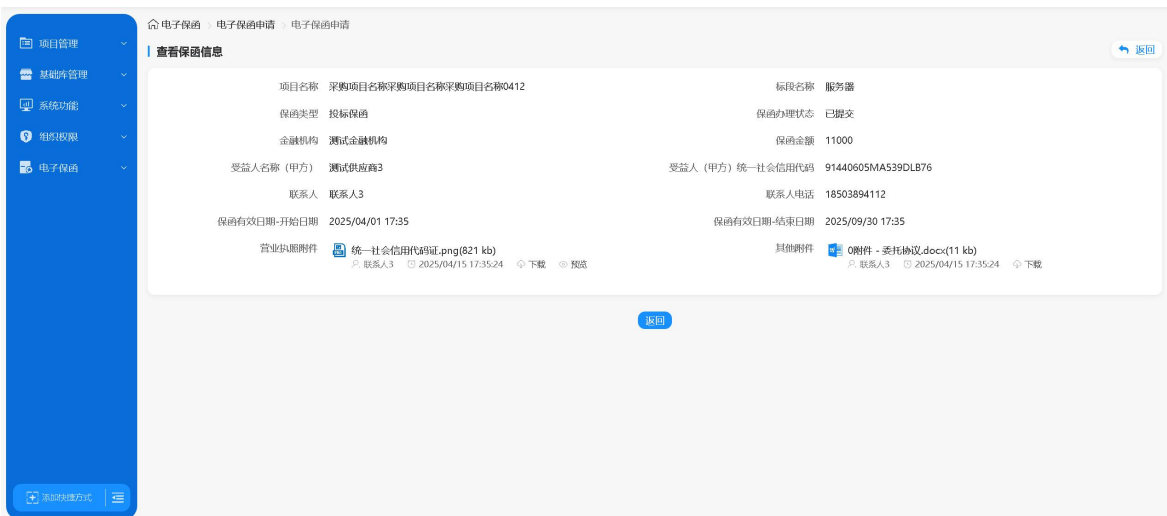 电子保函 > 电子保函申请 > 电子保函申请
项目管理
基础库管理
系统功能
组织权限
电子保函
添加快捷方式
查看保函信息
返回
项目名称 采购项目名称采购项目名称采购项目名称0412
标段名称 服务器
保函类型 投标保函
保函办理状态 已提交
金融机构 测试金融机构
保函金额 11000
受益人名称（甲方） 测试供应商3
受益人（甲方）统一社会信用代码 91440605MA539DLB76
联系人 联系人3
联系人电话 18503894112
保函有效日期-开始日期 2025/04/01 17:35
保函有效日期-结束日期 2025/09/30 17:35
营业执照附件 统一社会信用代码证.png(821 kb)
联系人3 2025/04/15 17:35:24 下载 预览
其他附件 0附件 - 委托协议.docx(11 kb)
联系人3 2025/04/15 17:35:24 下载
返回